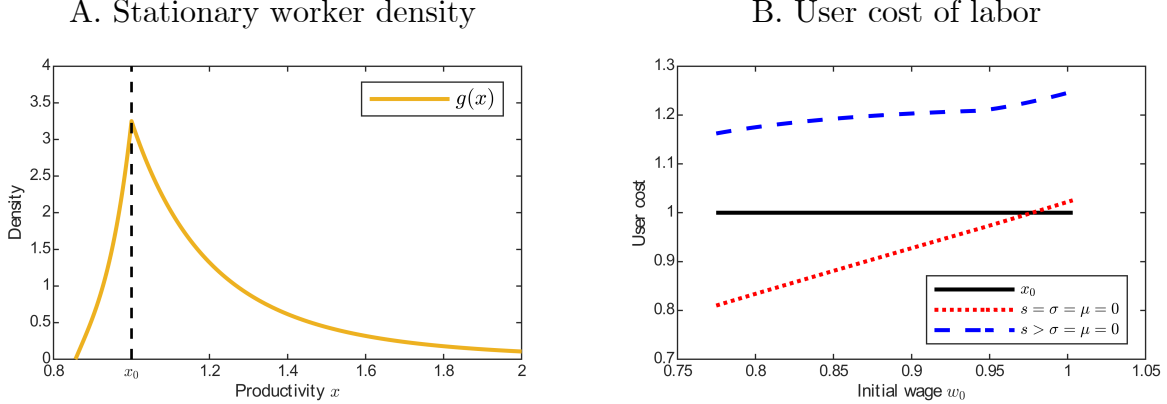 A. Stationary worker density
4
3.5
3
2.5
2
1.5
1
0.5
0
Density
g(x)
0.8
x₀
1.2
1.4
1.6
1.8
2
Productivity x
B. User cost of labor
1.3
1.2
1.1
1
0.9
0.8
0.7
User cost
x₀
s = σ = μ = 0
s > σ = μ = 0
0.75
0.8
0.85
0.9
0.95
1
1.05
Initial wage w₀